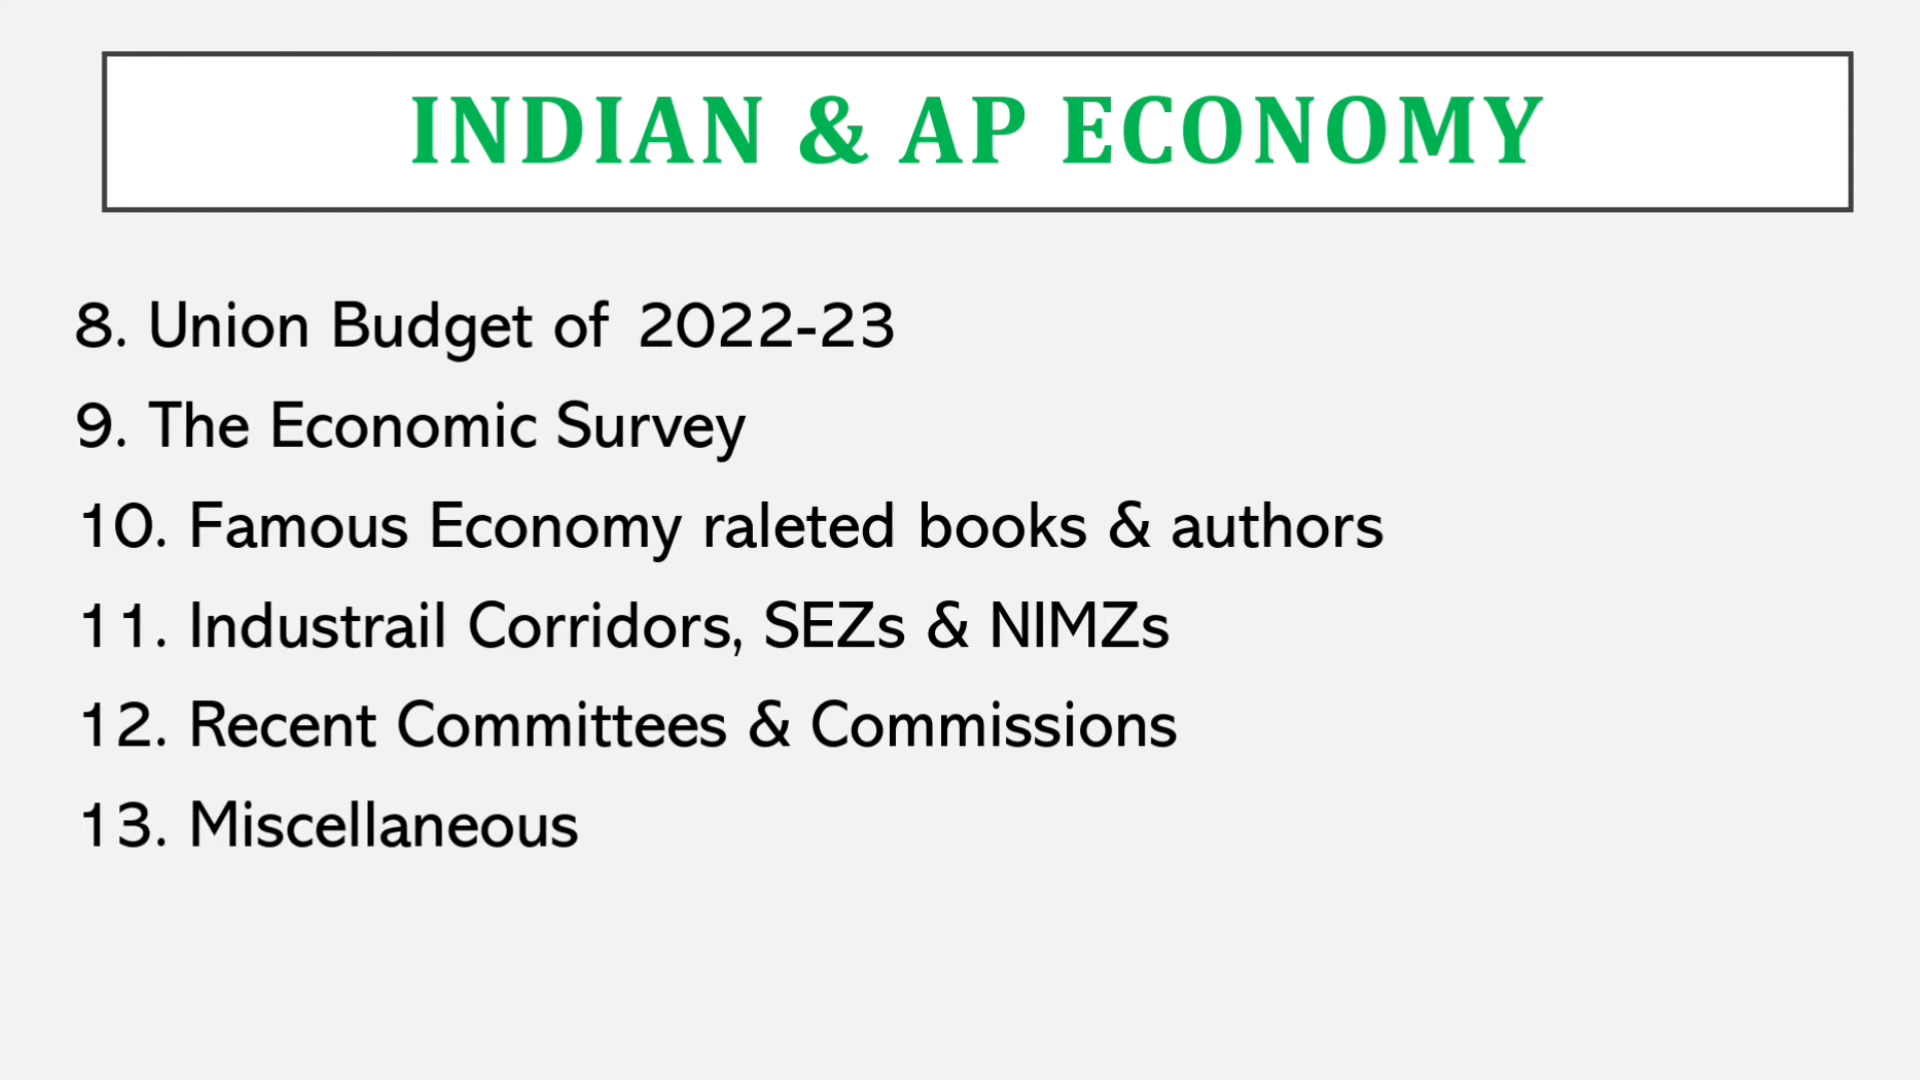 INDIAN & AP ECONOMY
8. Union Budget of 2022-23
9. The Economic Survey
10. Famous Economy raleted books & authors
11. Industrail Corridors, SEZs & NIMZs
12. Recent Committees & Commissions
13. Miscellaneous